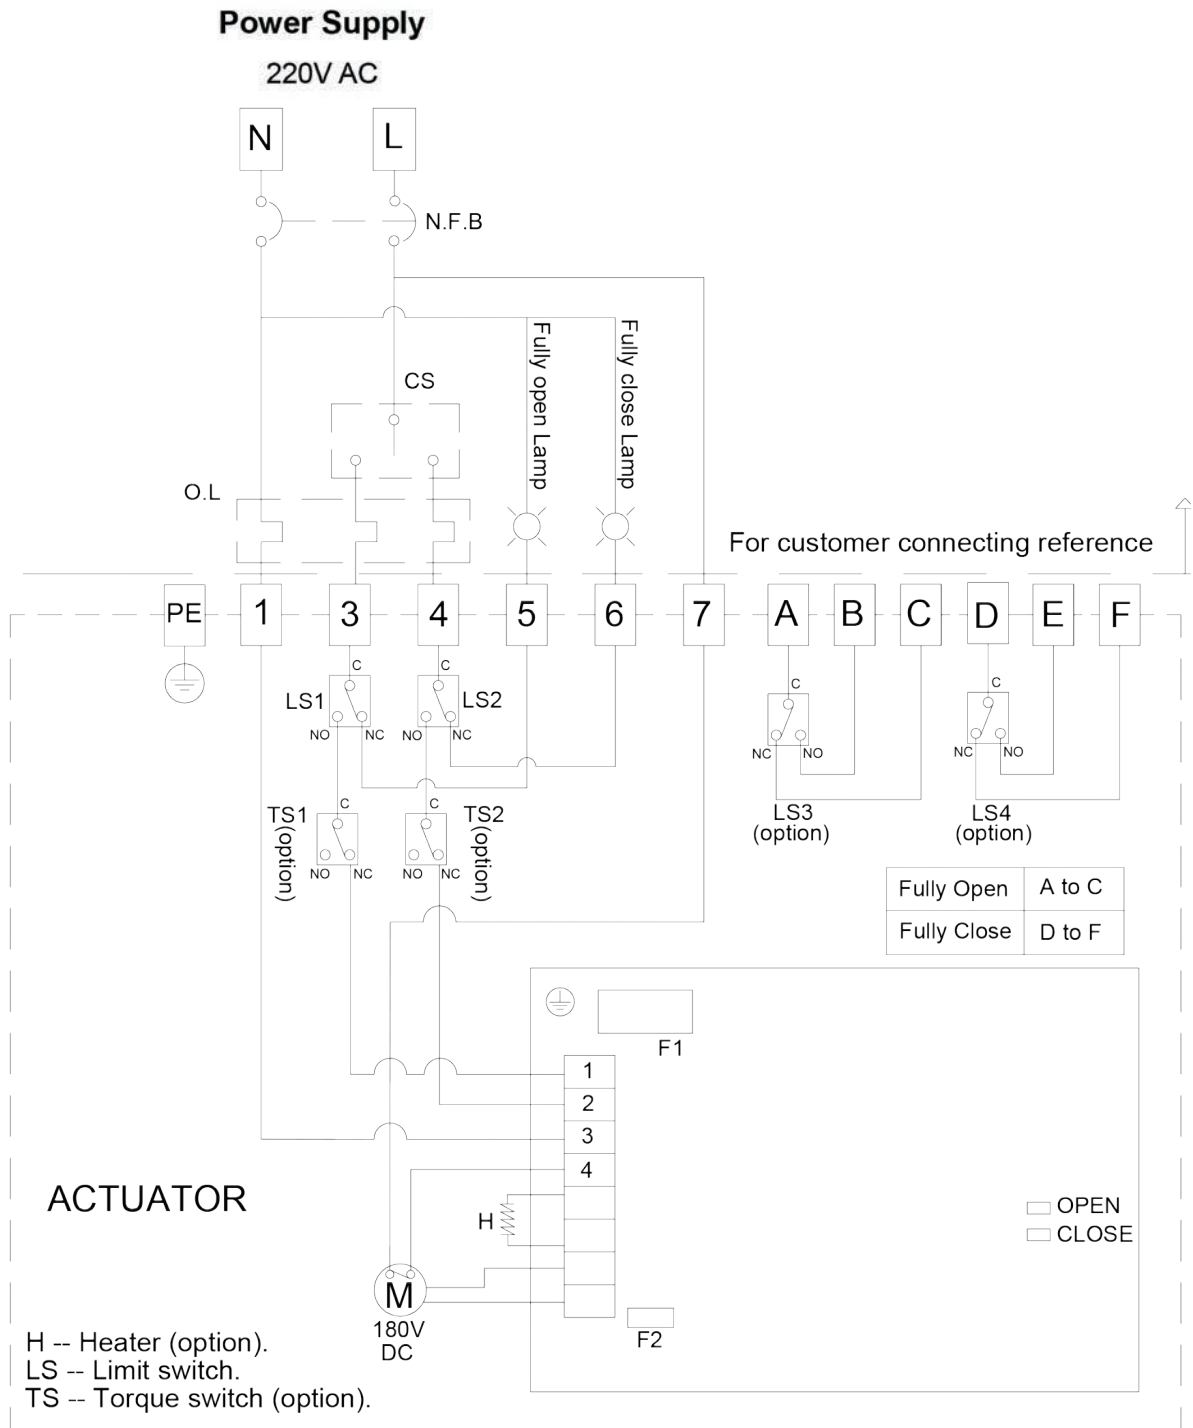 Power Supply
220V AC
N
L
N.F.B
CS
Fully open Lamp
Fully close Lamp
O.L
For customer connecting reference
PE
1
3
4
5
6
7
A
B
C
D
E
F
C
C
LS1
LS2
NO
NC
NO
NC
C
C
NC
NO
NC
NO
LS3
(option)
LS4
(option)
C
C
TS1
(option)
TS2
(option)
NO
NC
NO
NC
Fully Open
A to C
Fully Close
D to F
F1
1
2
3
4
ACTUATOR
H
OPEN
CLOSE
M
180V
DC
F2
H -- Heater (option).
LS -- Limit switch.
TS -- Torque switch (option).